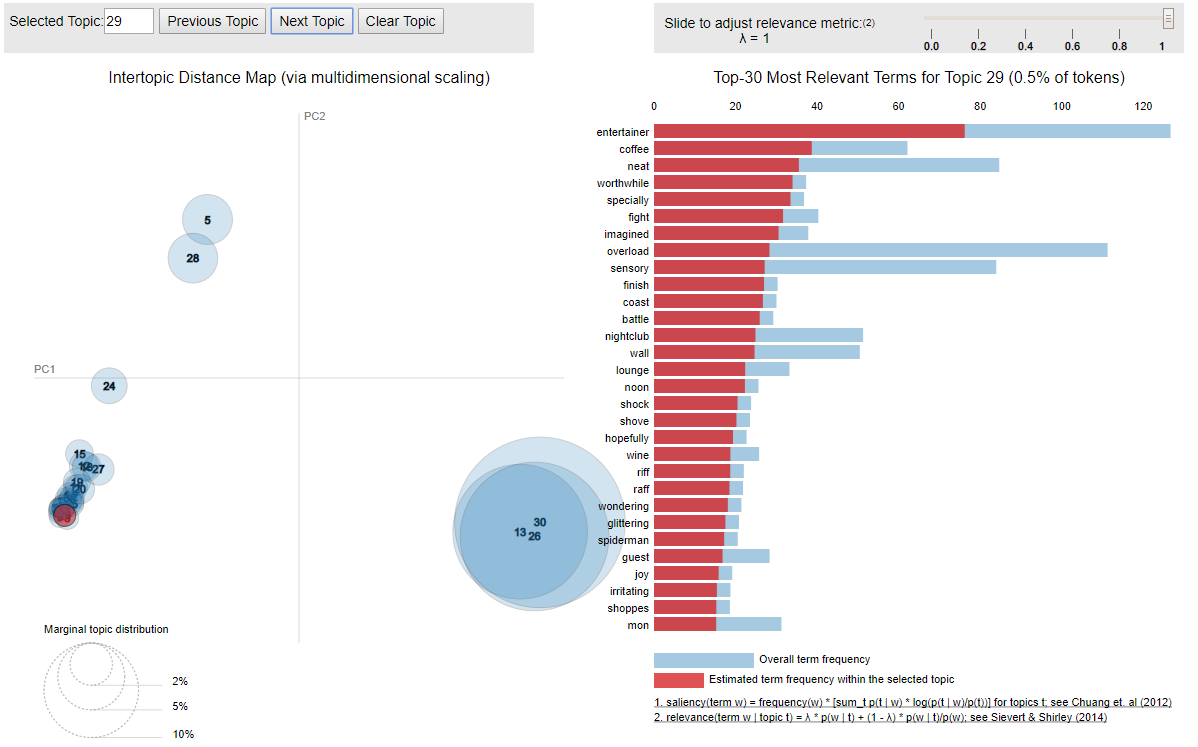 Selected Topic: 29 Previous Topic Next Topic Clear Topic
Slide to adjust relevance metric:(2)
λ = 1
0.0 0.2 0.4 0.6 0.8 1
Intertopic Distance Map (via multidimensional scaling)
PC2
PC1
5
28
24
15
27
19
20
30
13
26
Marginal topic distribution
2%
5%
10%
Top-30 Most Relevant Terms for Topic 29 (0.5% of tokens)
0 20 40 60 80 100 120
entertainer
coffee
neat
worthwhile
specially
fight
imagined
overload
sensory
finish
coast
battle
nightclub
wall
lounge
noon
shock
shove
hopefully
wine
riff
raff
wondering
glittering
spiderman
guest
joy
irritating
shoppes
mon
Overall term frequency
Estimated term frequency within the selected topic
1. saliency(term w) = frequency(w) * [sum_t p(t | w) * log(p(t | w)/p(t))] for topics t; see Chuang et. al (2012)
2. relevance(term w | topic t) = λ * p(w | t) + (1 - λ) * p(w | t)/p(w); see Sievert & Shirley (2014)